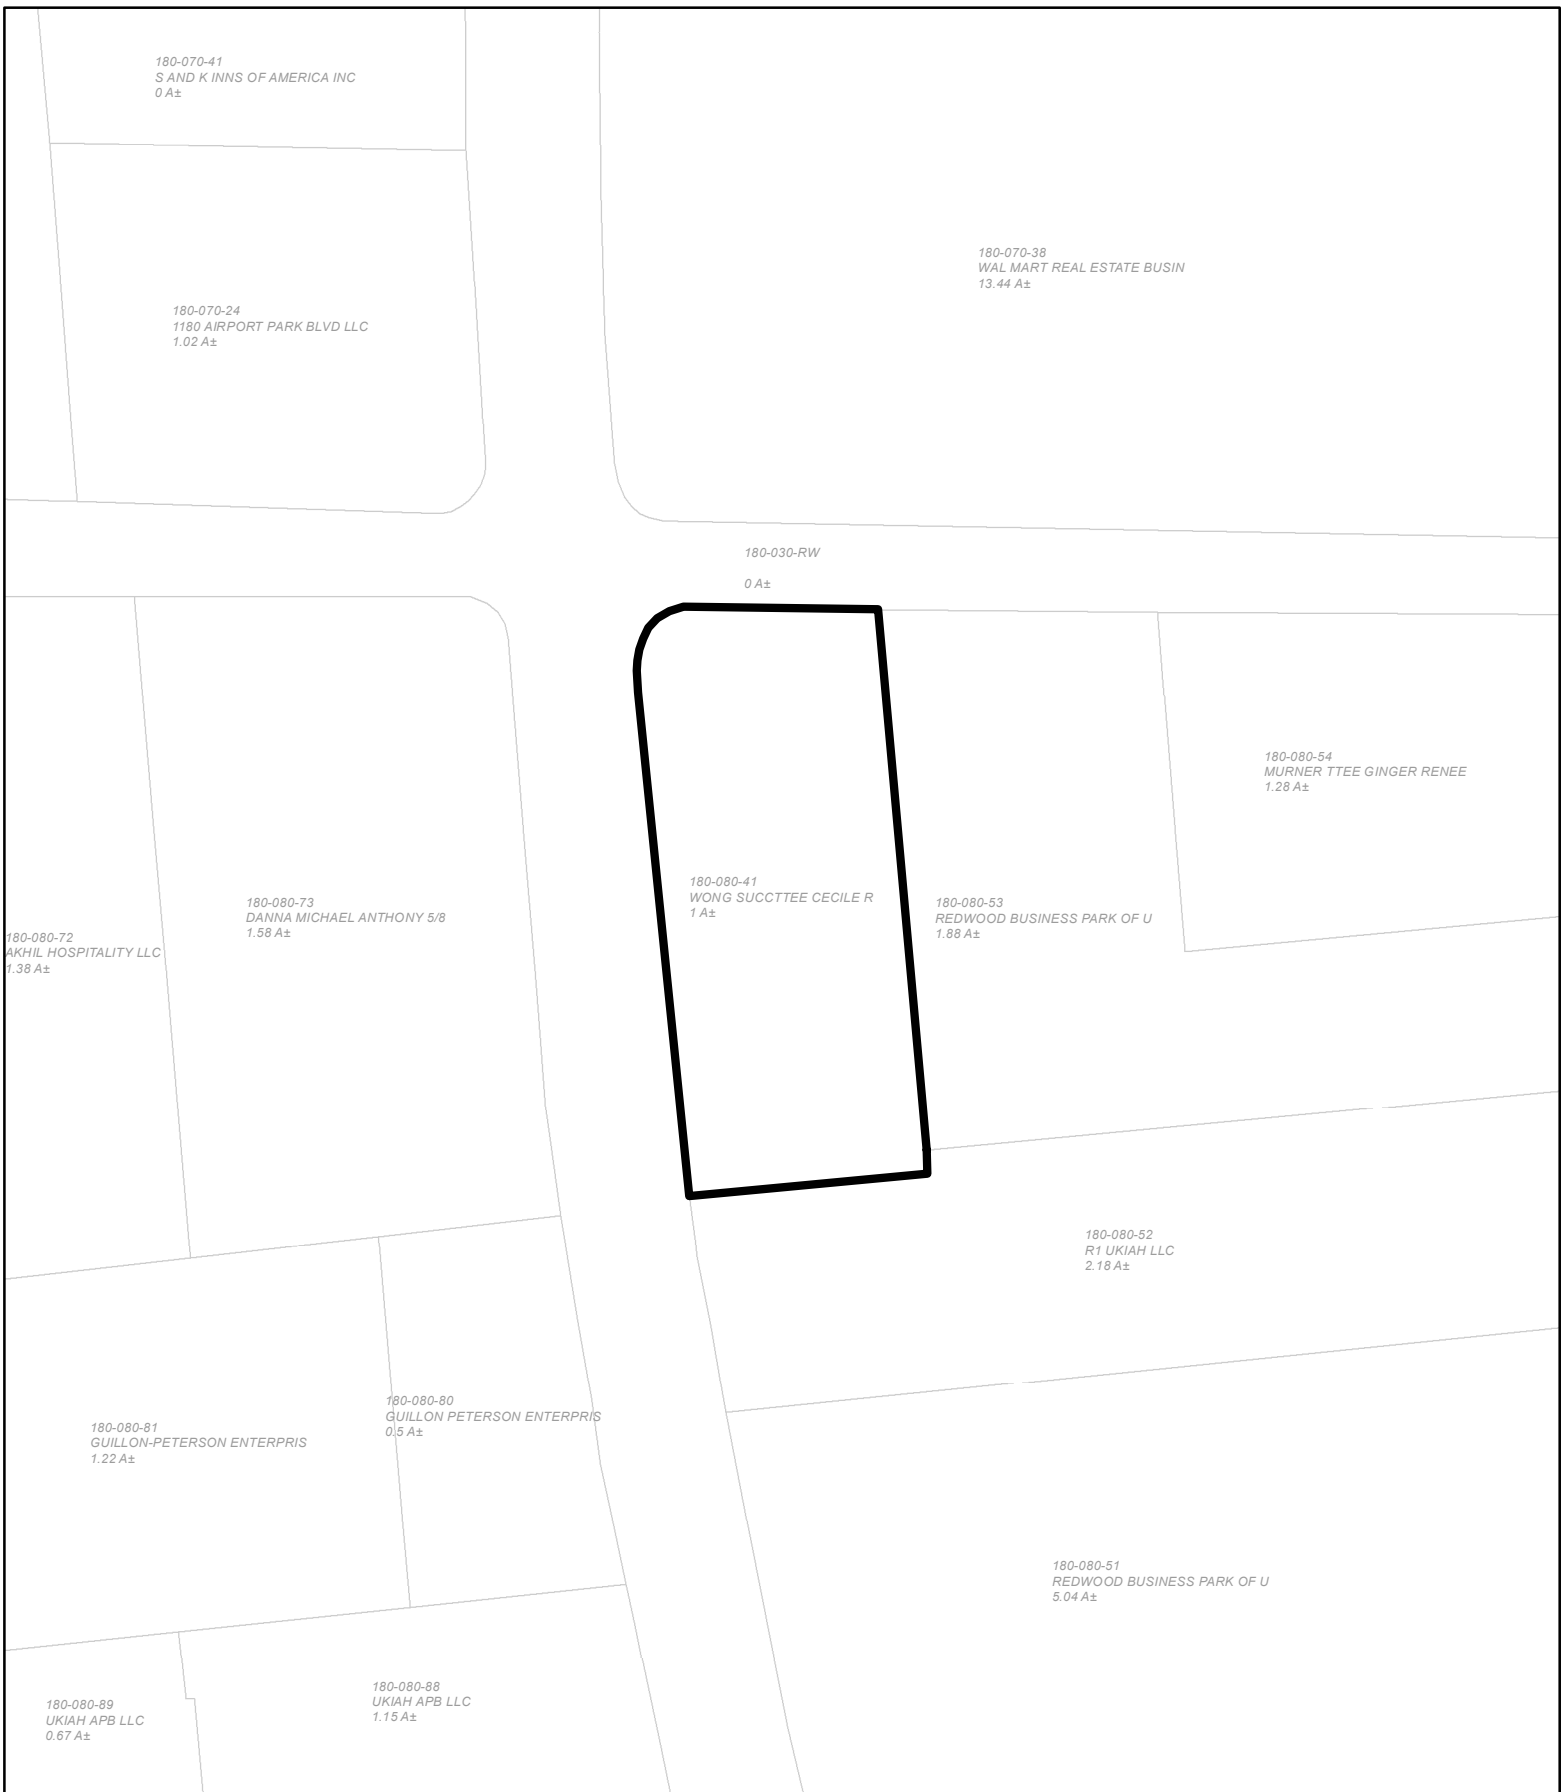 180-070-41
S AND K INNS OF AMERICA INC
0 A±
180-070-38
WAL MART REAL ESTATE BUSIN
13.44 A±
180-070-24
1180 AIRPORT PARK BLVD LLC
1.02 A±
180-030-RW
0 A±
180-080-54
MURNER TTEE GINGER RENEE
1.28 A±
180-080-41
WONG SUCCTTEE CECILE R
1 A±
180-080-73
DANNA MICHAEL ANTHONY 5/8
1.58 A±
180-080-53
REDWOOD BUSINESS PARK OF U
1.88 A±
180-080-72
AKHIL HOSPITALITY LLC
1.38 A±
180-080-52
R1 UKIAH LLC
2.18 A±
180-080-80
GUILLON PETERSON ENTERPRIS
0.5 A±
180-080-81
GUILLON-PETERSON ENTERPRIS
1.22 A±
180-080-51
REDWOOD BUSINESS PARK OF U
5.04 A±
180-080-88
UKIAH APB LLC
1.15 A±
180-080-89
UKIAH APB LLC
0.67 A±